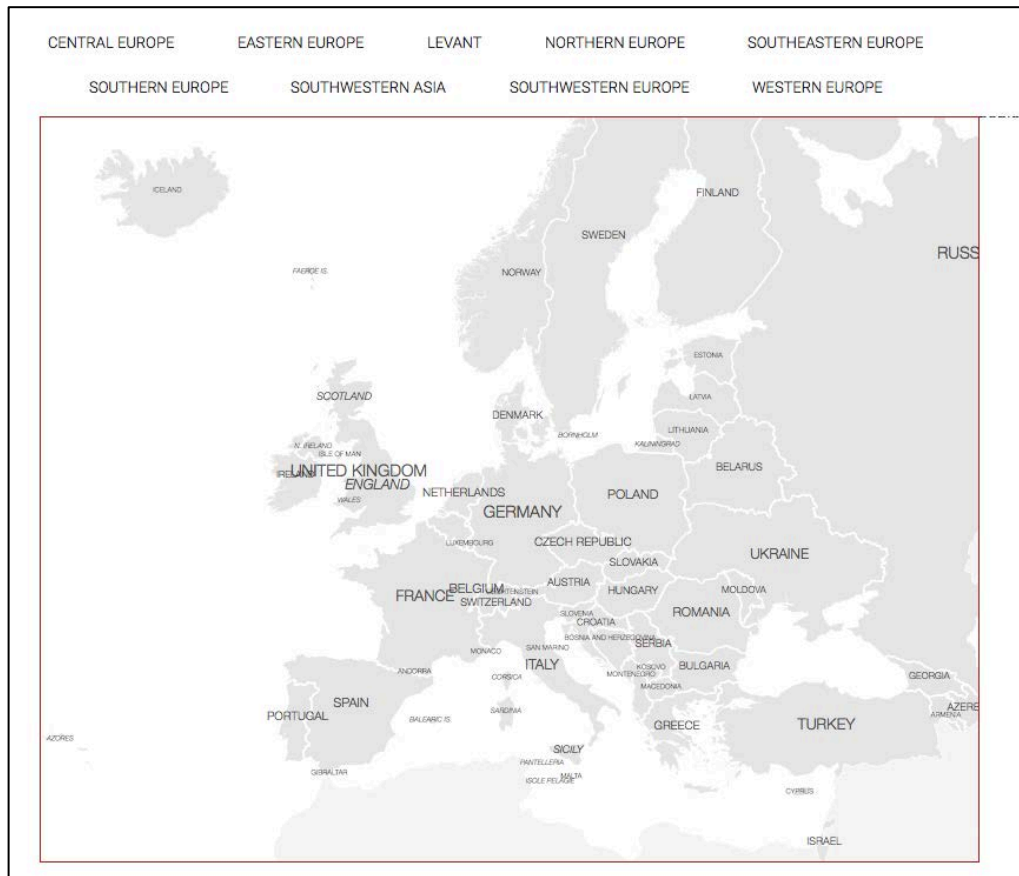 CENTRAL EUROPE EASTERN EUROPE LEVANT NORTHERN EUROPE SOUTHEASTERN EUROPE
SOUTHERN EUROPE SOUTHWESTERN ASIA SOUTHWESTERN EUROPE WESTERN EUROPE
ICELAND
FINLAND
SWEDEN
RUSS
FAEROE IS.
NORWAY
ESTONIA
SCOTLAND
LATVIA
DENMARK
LITHUANIA
BORNHOLM
KALININGRAD
N. IRELAND
ISLE OF MAN
BELARUS
IRELAND
UNITED KINGDOM
ENGLAND
NETHERLANDS
POLAND
WALES
GERMANY
LUXEMBOURG
CZECH REPUBLIC
UKRAINE
SLOVAKIA
AUSTRIA
BELGIUM
LIECHTENSTEIN
HUNGARY
MOLDOVA
FRANCE
SWITZERLAND
SLOVENIA
CROATIA
ROMANIA
BOSNIA AND HERZEGOVINA
SERBIA
MONACO
SAN MARINO
ITALY
KOSOVO
BULGARIA
ANDORRA
CORSICA
MONTENEGRO
GEORGIA
MACEDONIA
SPAIN
PORTUGAL
SARDINIA
AZERB
ARMENIA
BALEARIC IS.
GREECE
TURKEY
AZORES
SICILY
PANTELLERIA
GIBRALTAR
MALTA
ISOLE PELAGIE
CYPRUS
ISRAEL